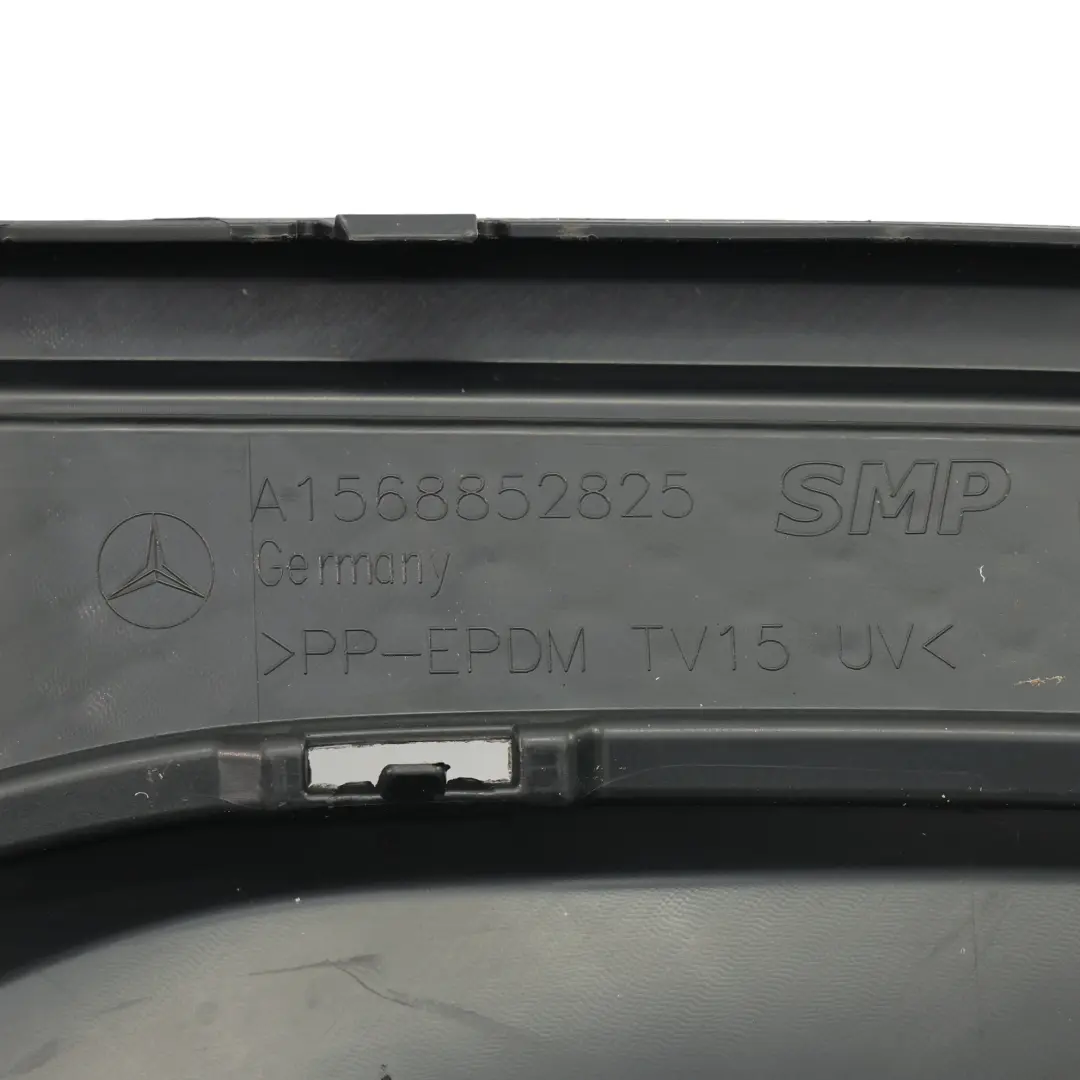 A1568852825
SMP
Germany
>PP-EPDM TV15 UV<